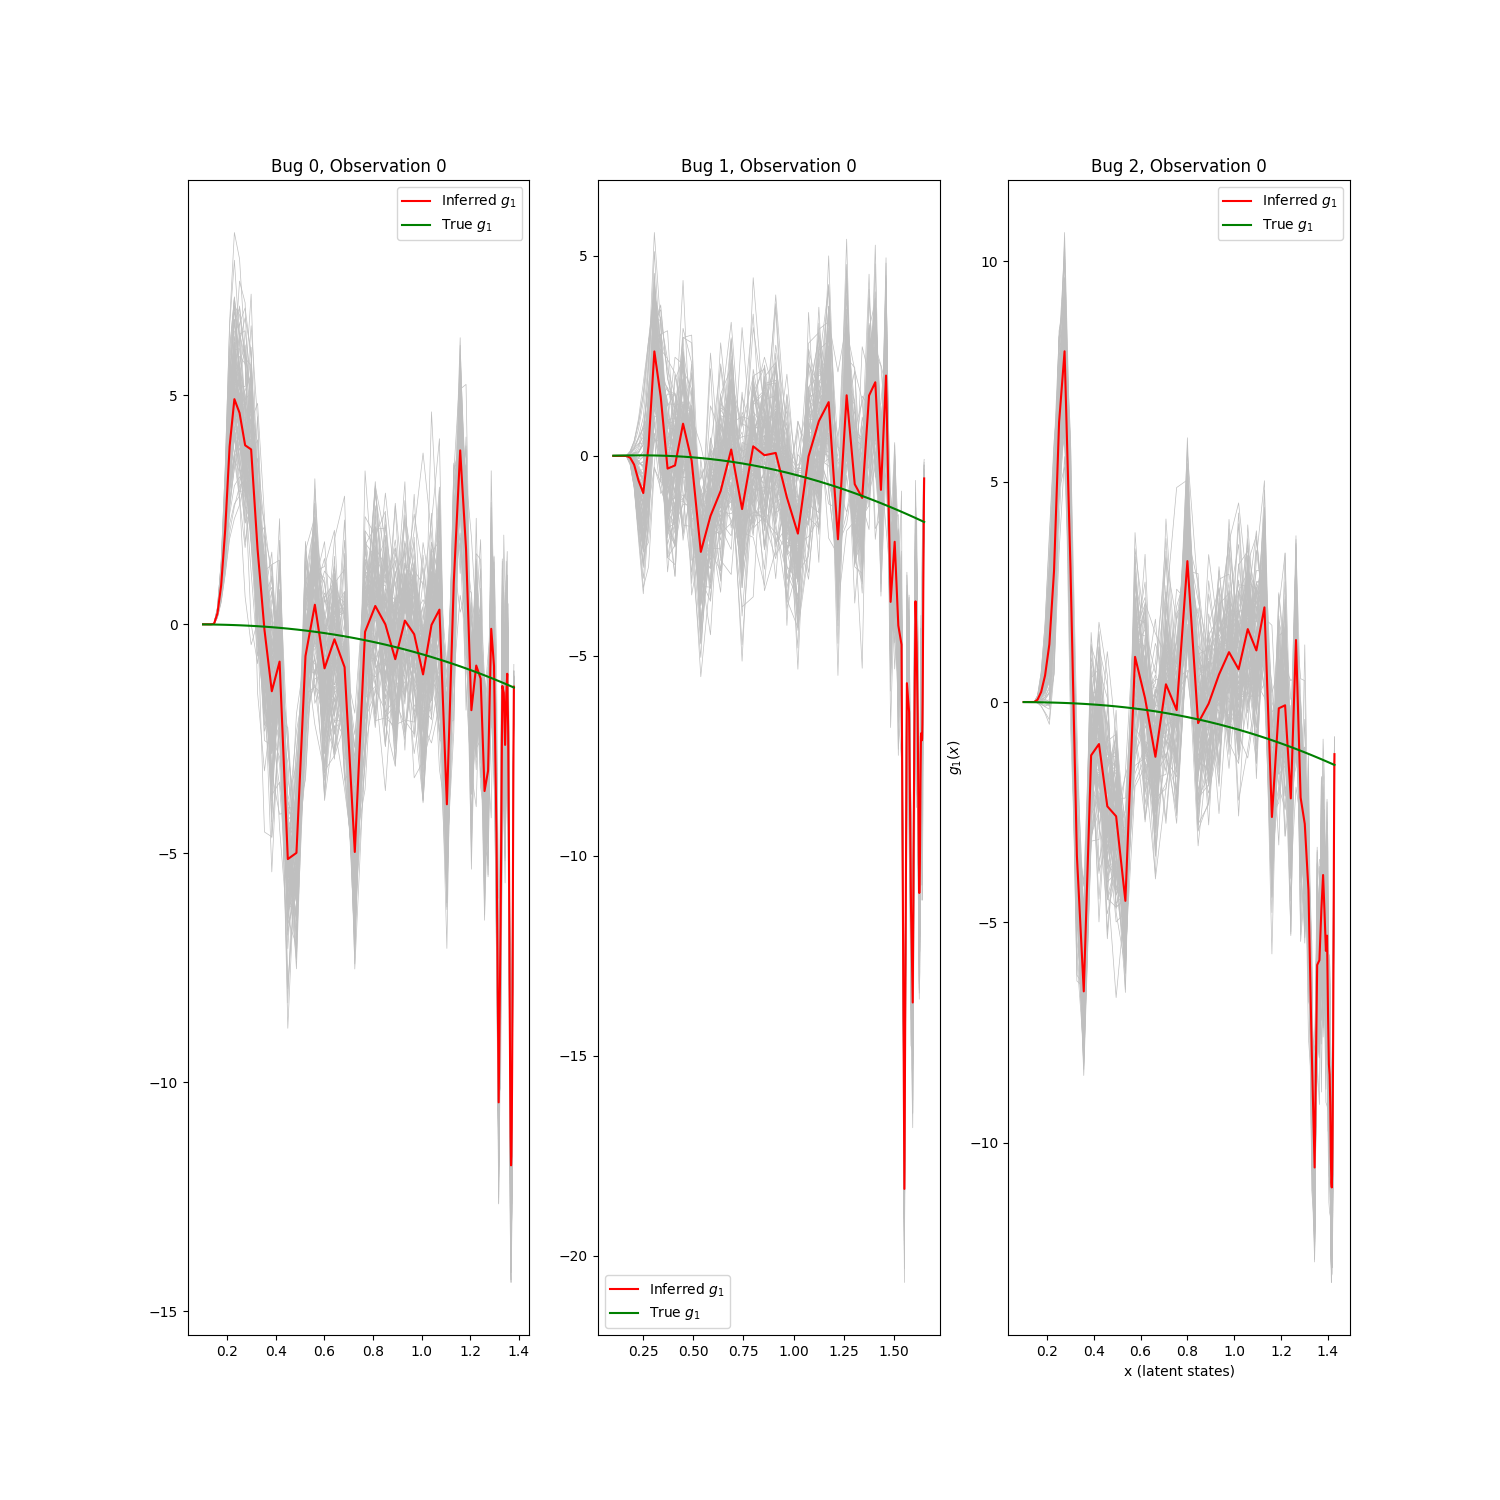 Bug 0, Observation 0
Inferred g₁
True g₁
5
0
−5
−10
−15
0.2 0.4 0.6 0.8 1.0 1.2 1.4
Bug 1, Observation 0
5
0
−5
−10
−15
−20
Inferred g₁
True g₁
0.25 0.50 0.75 1.00 1.25 1.50
Bug 2, Observation 0
Inferred g₁
True g₁
g₁(x)
10
5
0
−5
−10
0.2 0.4 0.6 0.8 1.0 1.2 1.4
x (latent states)